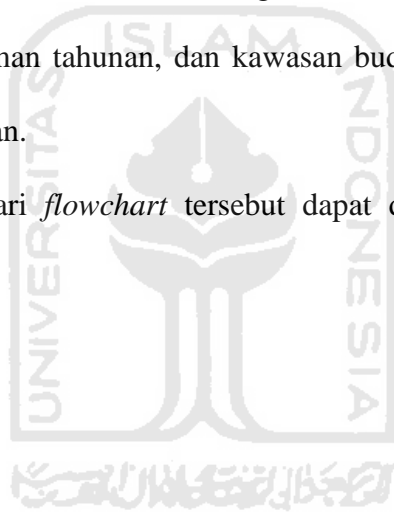 nan tahunan, dan kawasan bud
an.
ari flowchart tersebut dapat d
ISLAM
UNIVERSITAS
INDONESIA